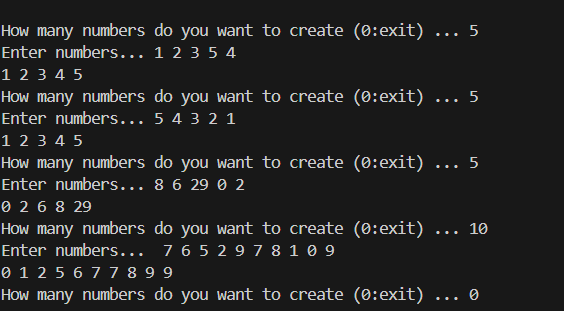 How many numbers do you want to create (0:exit) ... 5
Enter numbers... 1 2 3 5 4
1 2 3 4 5
How many numbers do you want to create (0:exit) ... 5
Enter numbers... 5 4 3 2 1
1 2 3 4 5
How many numbers do you want to create (0:exit) ... 5
Enter numbers... 8 6 29 0 2
0 2 6 8 29
How many numbers do you want to create (0:exit) ... 10
Enter numbers...  7 6 5 2 9 7 8 1 0 9
0 1 2 5 6 7 7 8 9 9
How many numbers do you want to create (0:exit) ... 0